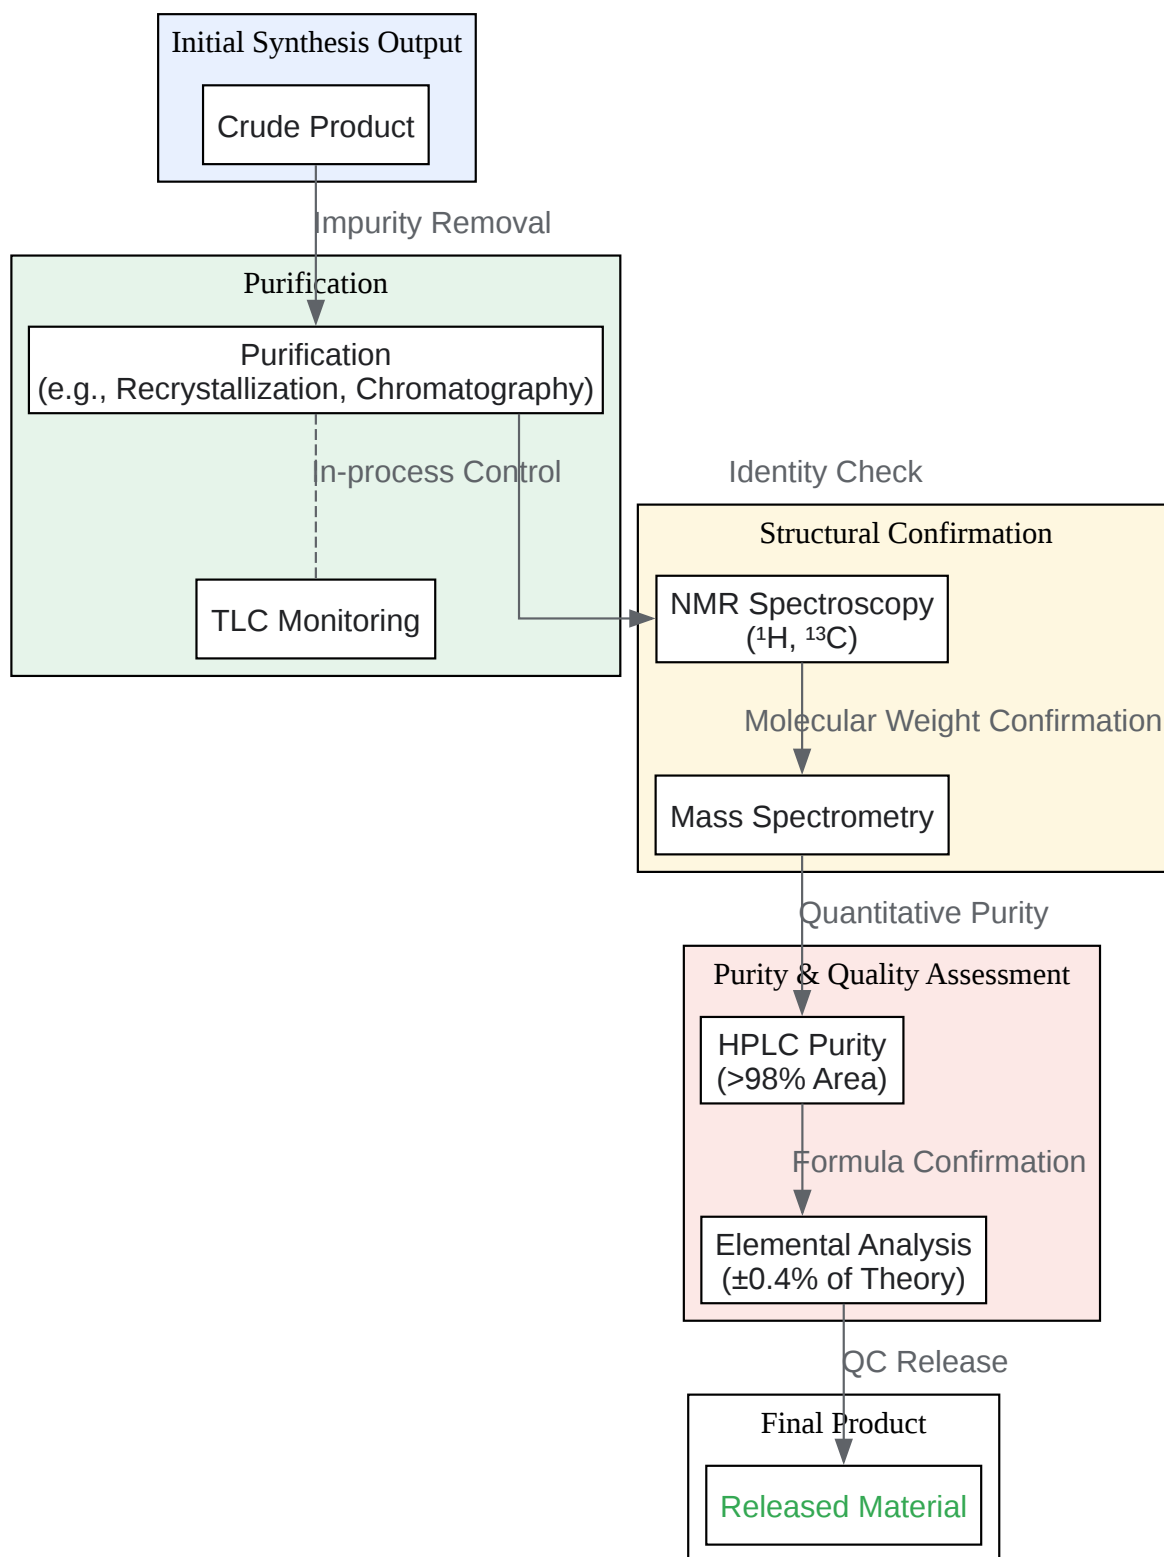 Initial Synthesis Output
Crude Product
Impurity Removal
Purification
Purification
(e.g., Recrystallization, Chromatography)
In-process Control
Identity Check
TLC Monitoring
Structural Confirmation
NMR Spectroscopy
(¹H, ¹³C)
Molecular Weight Confirmation
Mass Spectrometry
Quantitative Purity
Purity & Quality Assessment
HPLC Purity
(>98% Area)
Formula Confirmation
Elemental Analysis
(±0.4% of Theory)
QC Release
Final Product
Released Material